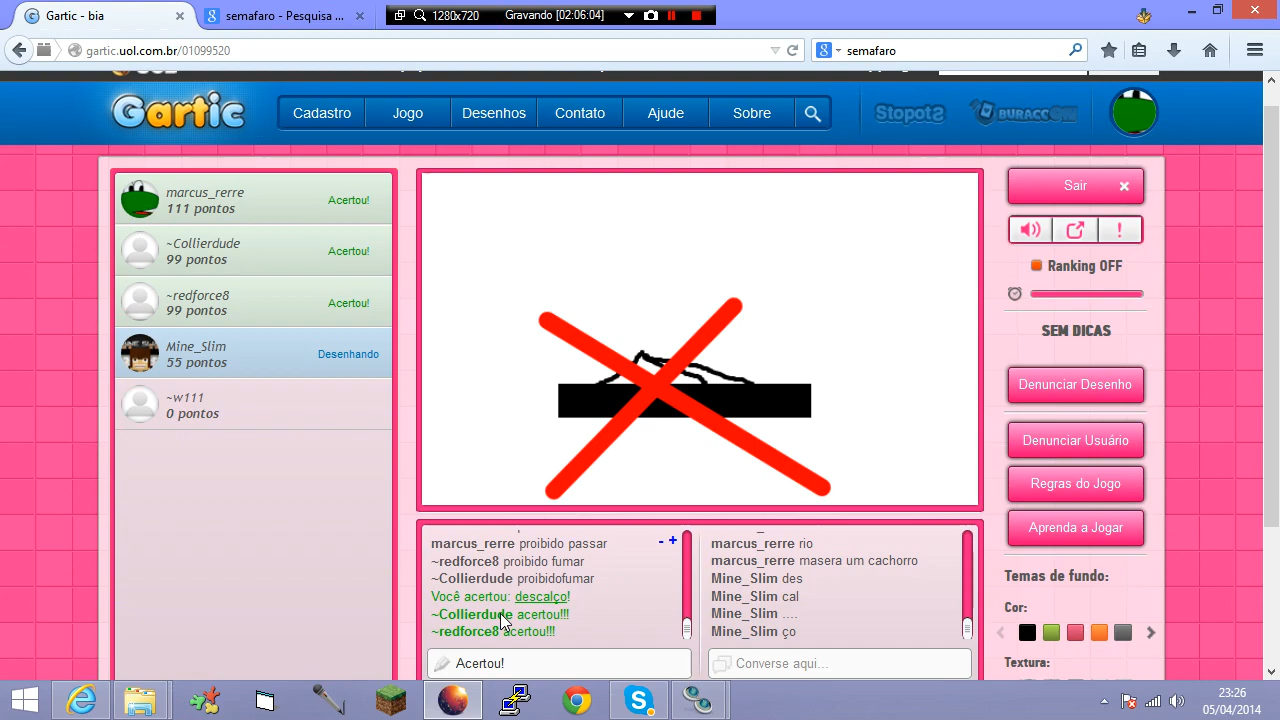 Gartic - bia
semafaro - Pesquisa ...
1280x720
Gravando [02:06:04]
gartic.uol.com.br/01099520
semafaro
Gartic
Cadastro
Jogo
Desenhos
Contato
Ajude
Sobre
StopotS
BURACO
marcus_rerre
111 pontos
Acertou!
~Collierdude
99 pontos
Acertou!
~redforce8
99 pontos
Acertou!
Mine_Slim
55 pontos
Desenhando
~w111
0 pontos
Sair
Ranking OFF
SEM DICAS
Denunciar Desenho
Denunciar Usuário
Regras do Jogo
Aprenda a Jogar
Temas de fundo:
Cor:
Textura:
marcus_rerre proibido passar
- +
~redforce8 proibido fumar
~Collierdude proibidofumar
Você acertou: descalço!
~Collierdude acertou!!!
~redforce8 acertou!!!
Acertou!
marcus_rerre rio
marcus_rerre masera um cachorro
Mine_Slim des
Mine_Slim cal
Mine_Slim ....
Mine_Slim ço
Converse aqui...
23:26
05/04/2014